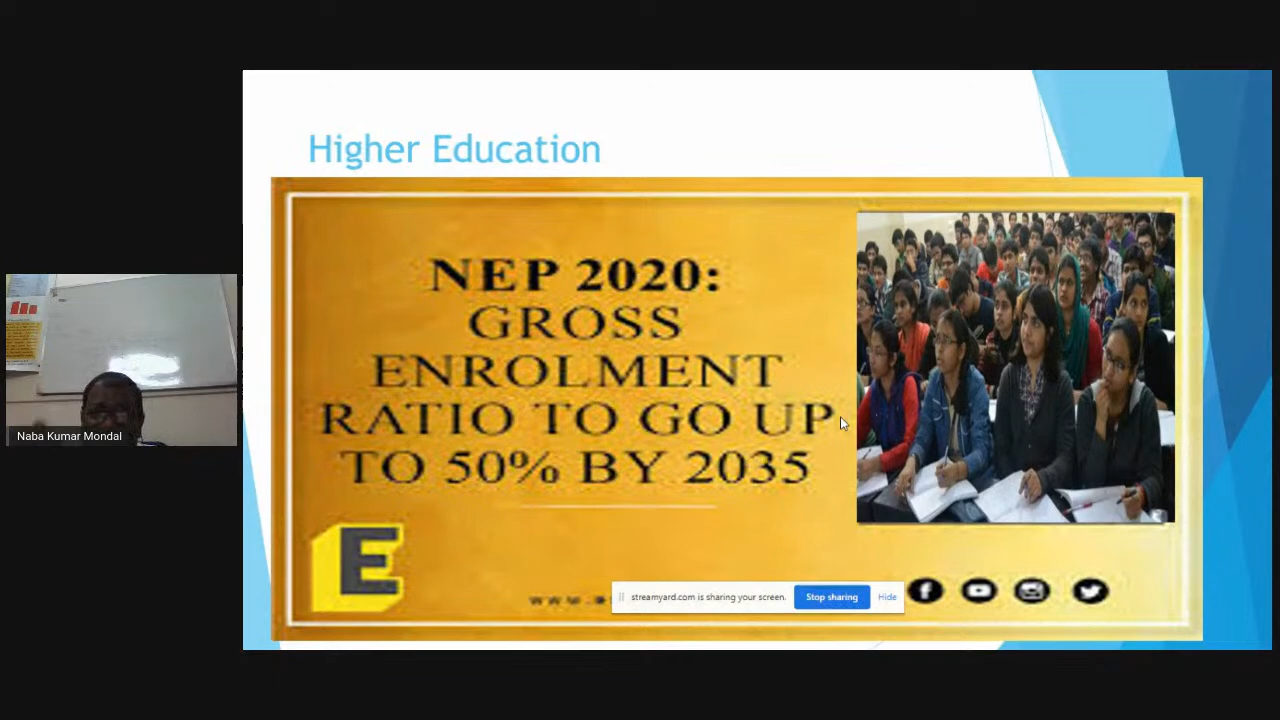 Higher Education
NEP 2020:
GROSS
ENROLMENT
RATIO TO GO UP
TO 50% BY 2035
E
streamyard.com is sharing your screen.
Stop sharing
Hide
Naba Kumar Mondal